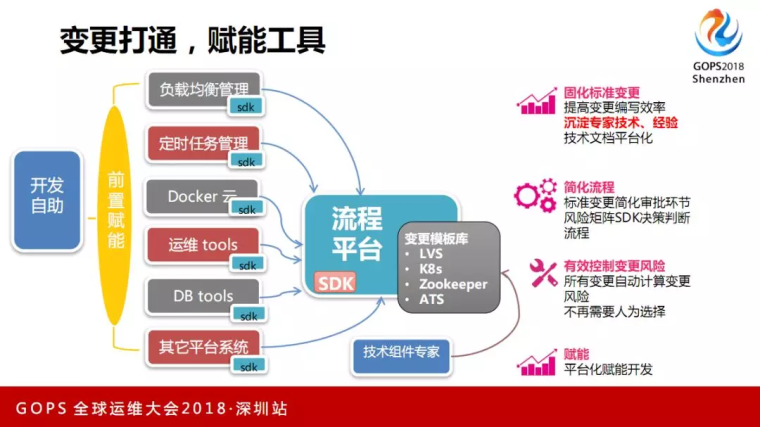 变更打通，赋能工具
GOPS2018
Shenzhen
开发
自助
前置赋能
负载均衡管理
sdk
定时任务管理
sdk
Docker 云
sdk
运维 tools
sdk
DB tools
sdk
其它平台系统
sdk
流程
平台
SDK
变更模板库
• LVS
• K8s
• Zookeeper
• ATS
技术组件专家
固化标准变更
提高变更编写效率
沉淀专家技术、经验
技术文档平台化
简化流程
标准变更简化审批环节
风险矩阵SDK决策判断
流程
有效控制变更风险
所有变更自动计算变更
风险
不再需要人为选择
赋能
平台化赋能开发
GOPS 全球运维大会2018·深圳站